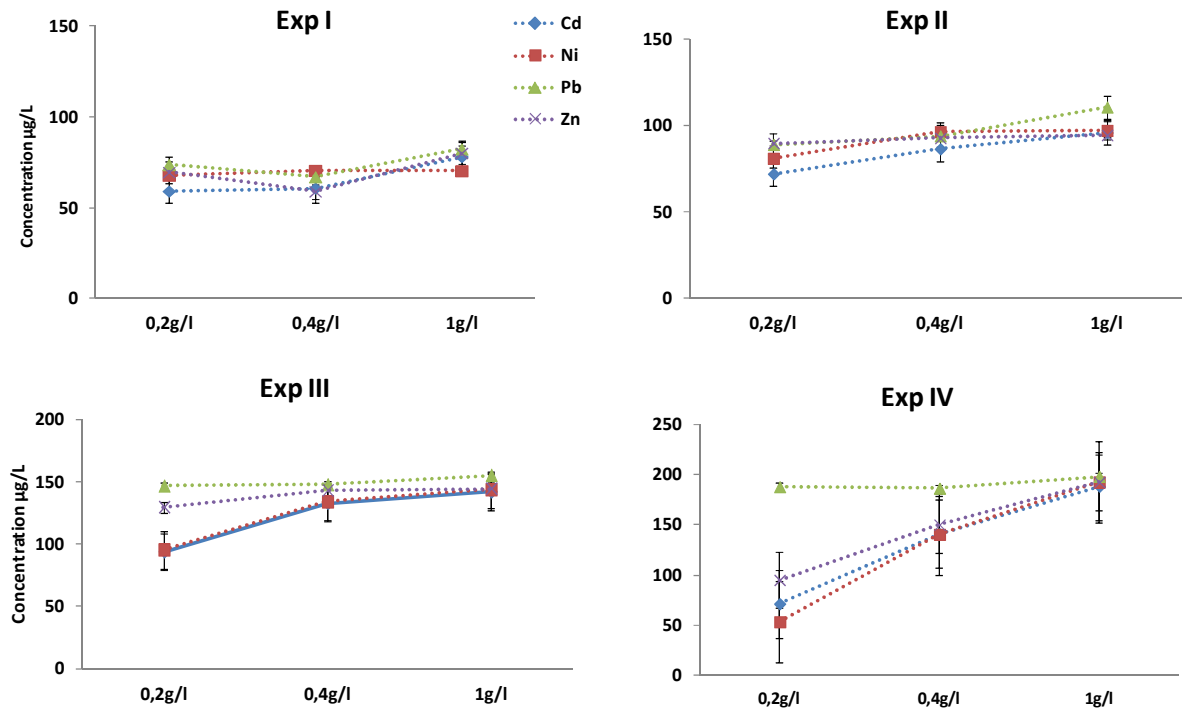 Exp I
Cd
Ni
Pb
Zn
150
100
50
0
Concentration µg/L
0,2g/l
0,4g/l
1g/l
Exp II
150
100
50
0
0,2g/l
0,4g/l
1g/l
Exp III
200
150
100
50
0
Concentration µg/L
0,2g/l
0,4g/l
1g/l
Exp IV
250
200
150
100
50
0
0,2g/l
0,4g/l
1g/l